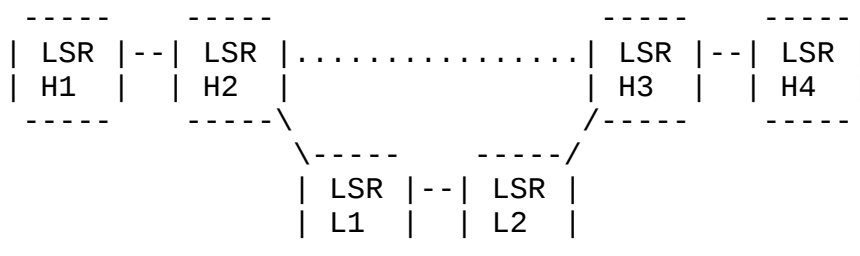 -----     -----                      -----     -----
| LSR |--| LSR |................| LSR |--| LSR |
| H1  |  | H2  |                | H3  |  | H4  |
 -----     -----\                    /-----     -----
                 \-----     -----/
                 | LSR |--| LSR |
                 | L1  |  | L2  |